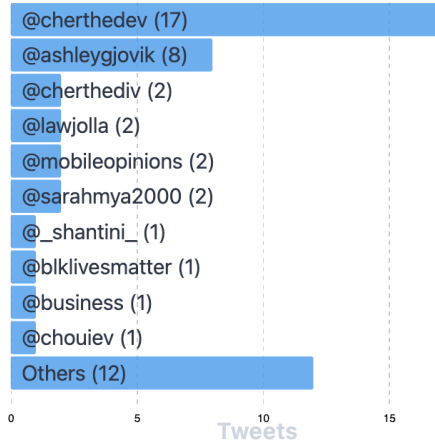 @cherthedev (17)
@ashleygjovik (8)
@cherthediv (2)
@lawjolla (2)
@mobileopinions (2)
@sarahmya2000 (2)
@_shantini_ (1)
@blklivesmatter (1)
@business (1)
@chouiev (1)
Others (12)
0 5 10 15
Tweets